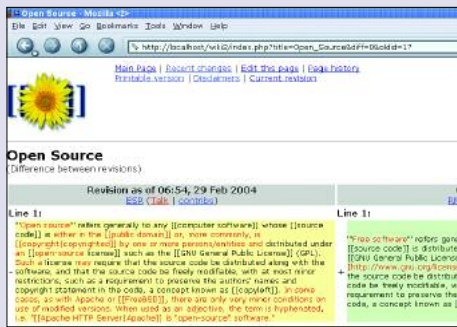 Open Source - Mozilla <2>
File Edit View Go Bookmarks Tools Window Help
http://localhost/wiki2/index.php?title=Open_Source&diff=0&oldid=17
Main Page | Recent changes | Edit this page | Page history
Printable version | Disclaimers | Current revision
Open Source
(Difference between revisions)
Revision as of 06:54, 29 Feb 2004
ESR (Talk | contribs)
Line 1:
Line 1:
"'Open source"' refers generally to any [[computer software]] whose [[source
code]] is either in the [[public domain]] or, more commonly, is
[[copyright|copyrighted]] by one or more persons/entities and distributed under
an [[open-source license]] such as the [[GNU General Public License]] (GPL).
Such a license may require that the source code be distributed along with the
- software, and that the source code be freely modifiable, with at most minor
restrictions, such as a requirement to preserve the authors' names and
copyright statement in the code, a concept known as [[copyleft]]. In some
cases, as with Apache or [[FreeBSD]], there are only very minor conditions on
use of modified versions. When used as an adjective, the term is hyphenated,
i.e. "[[Apache HTTP Server|Apache]] is "open-source" software."
"'Free software"' refers gene
[[source code]] is distribut
[[GNU General Public Licens
[http://www.gnu.org/license
the source code be distribu
+ code be freely modifiable, w
requirement to preserve the
code, a concept known as [